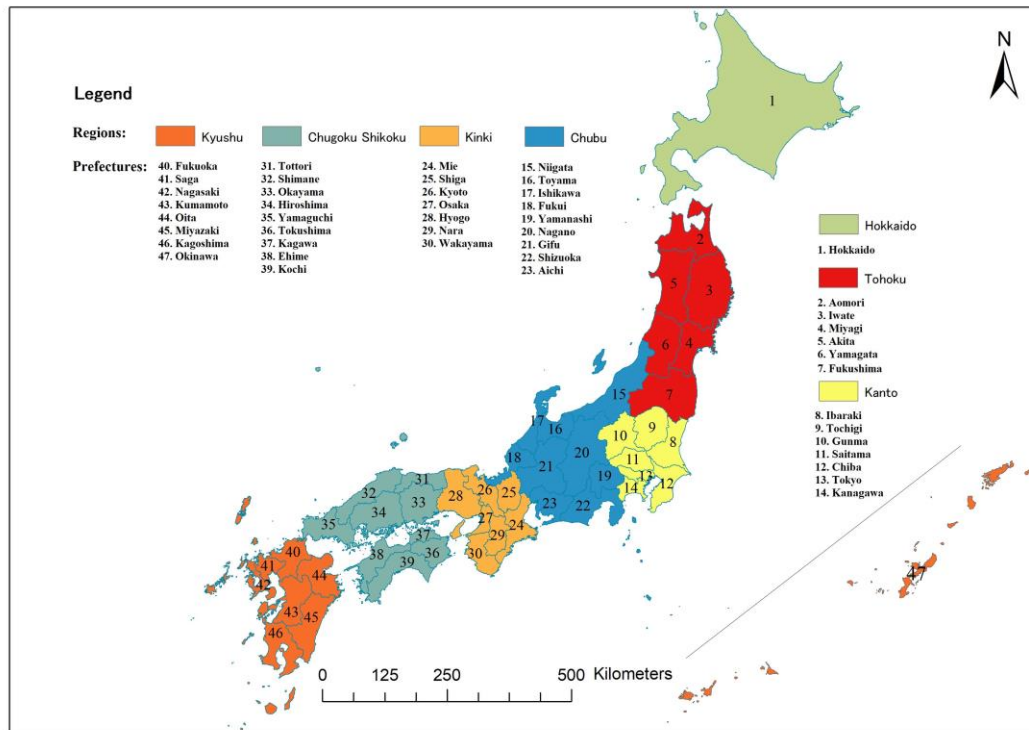 N
Legend
Regions:
Kyushu
Chugoku Shikoku
Kinki
Chubu
Prefectures:
40. Fukuoka
41. Saga
42. Nagasaki
43. Kumamoto
44. Oita
45. Miyazaki
46. Kagoshima
47. Okinawa
31. Tottori
32. Shimane
33. Okayama
34. Hiroshima
35. Yamaguchi
36. Tokushima
37. Kagawa
38. Ehime
39. Kochi
24. Mie
25. Shiga
26. Kyoto
27. Osaka
28. Hyogo
29. Nara
30. Wakayama
15. Niigata
16. Toyama
17. Ishikawa
18. Fukui
19. Yamanashi
20. Nagano
21. Gifu
22. Shizuoka
23. Aichi
Hokkaido
1. Hokkaido
Tohoku
2. Aomori
3. Iwate
4. Miyagi
5. Akita
6. Yamagata
7. Fukushima
Kanto
8. Ibaraki
9. Tochigi
10. Gunma
11. Saitama
12. Chiba
13. Tokyo
14. Kanagawa
1
2
5
3
6
4
7
15
17
16
10
9
8
18
21
20
11
19
13
14
12
23
22
31
32
33
34
35
28
26
25
27
24
29
30
37
38
36
39
40
41
44
42
43
45
46
47
0 125 250 500 Kilometers